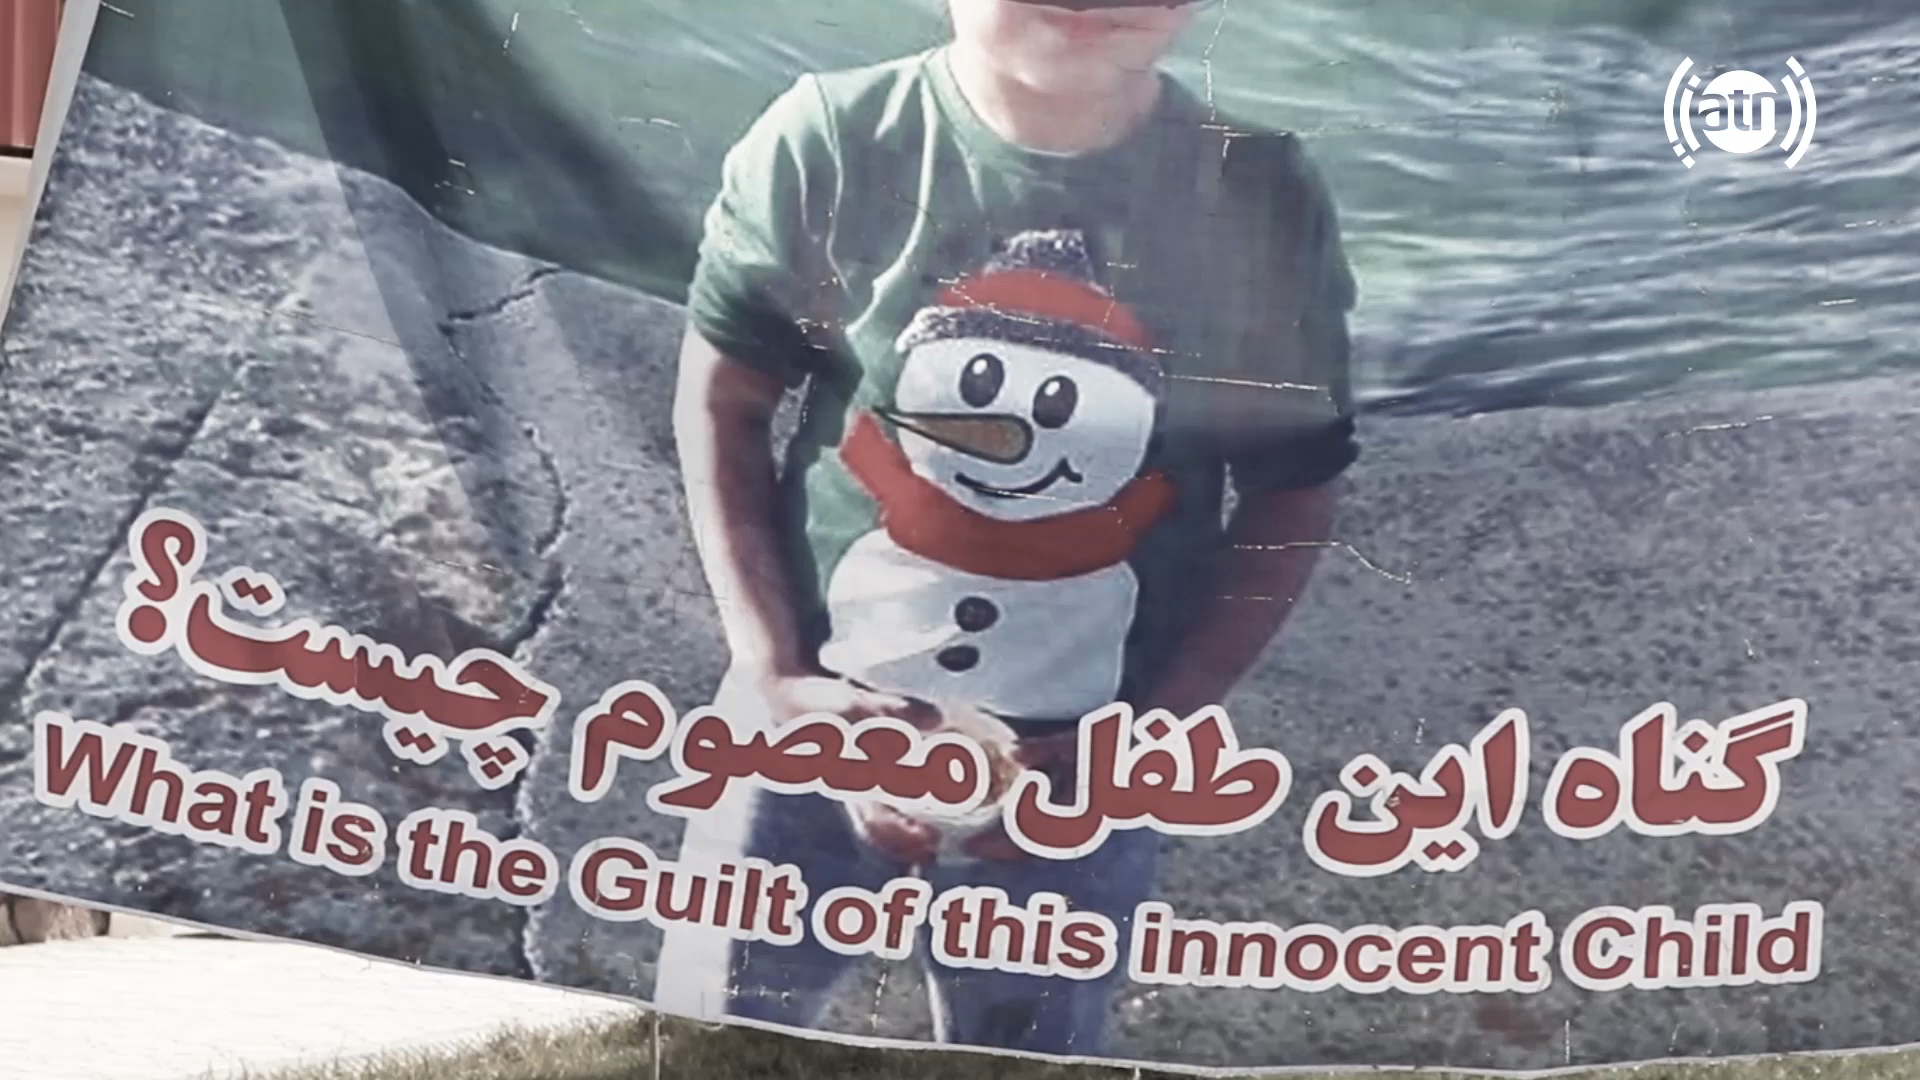 atn
گناه این طفل معصوم چیست؟
What is the Guilt of this innocent Child